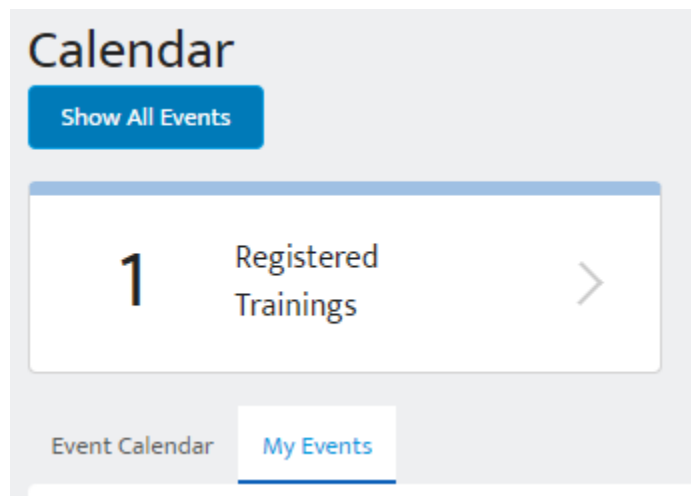 Calendar
Show All Events
1
Registered
Trainings
Event Calendar
My Events